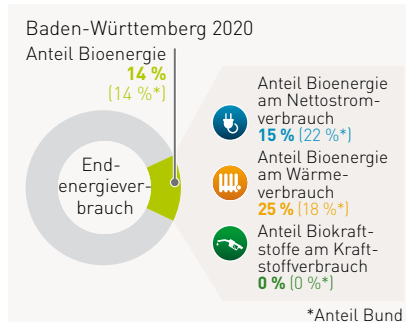 Baden-Württemberg 2020
Anteil Bioenergie
14 %
(14 %*)
End-
energiever-
brauch
Anteil Bioenergie
am Nettostrom-
verbrauch
15 % (22 %*)
Anteil Bioenergie
am Wärme-
verbrauch
25 % (18 %*)
Anteil Biokraft-
stoffe am Kraft-
stoffverbrauch
0 % (0 %*)
*Anteil Bund